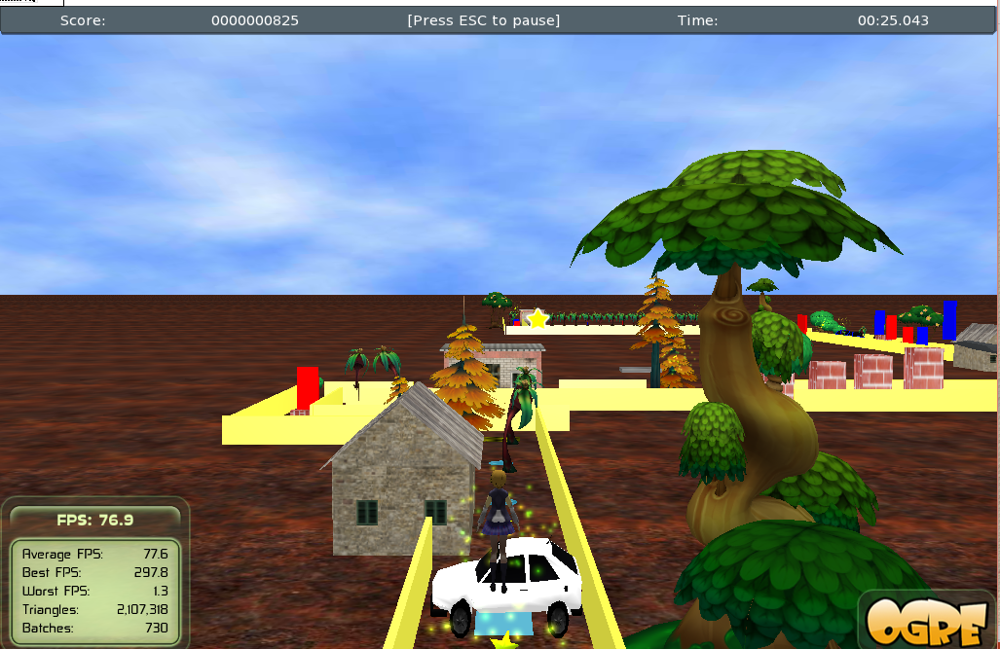 Score: 0000000825 [Press ESC to pause] Time: 00:25.043
FPS: 76.9
Average FPS: 77.6
Best FPS: 297.8
Worst FPS: 1.3
Triangles: 2,107,318
Batches: 730
OGRE